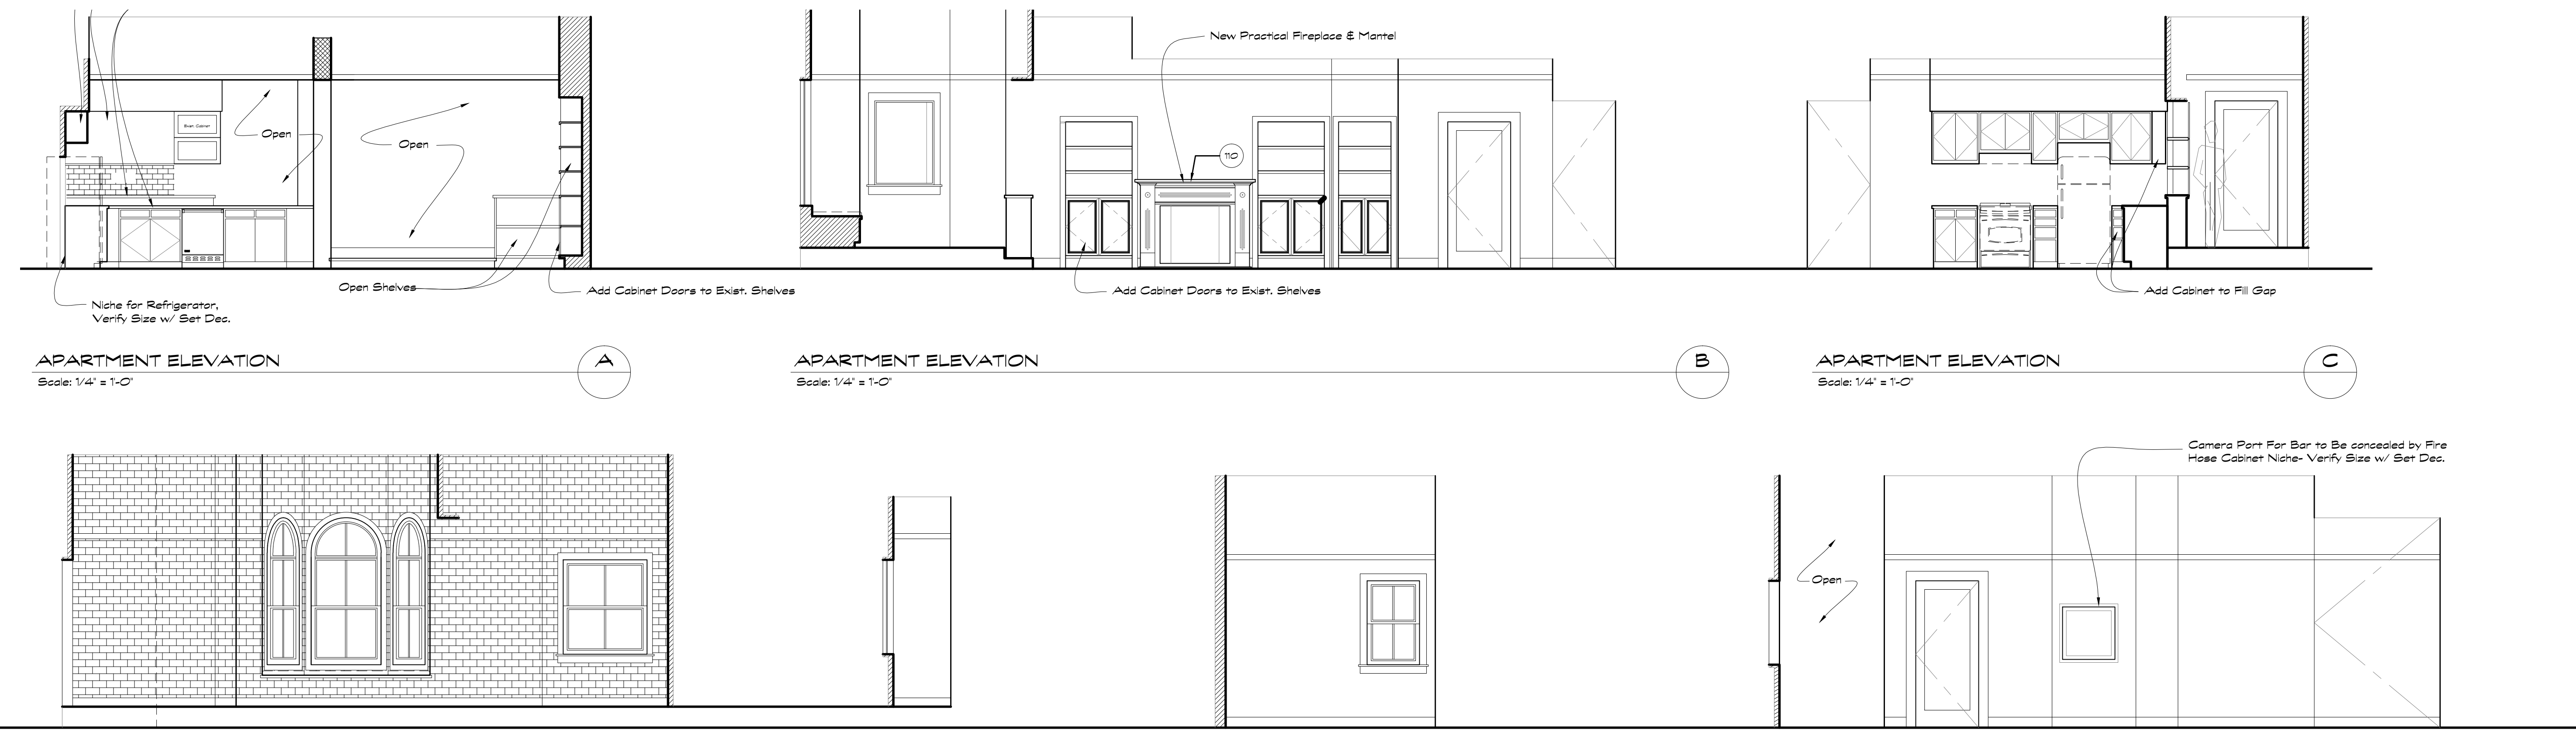 New Practical Fireplace & Mantel
Even Cabinet
Open
Open
110
Open Shelves
Add Cabinet Doors to Exist. Shelves
Add Cabinet Doors to Exist. Shelves
Add Cabinet to Fill Gap
Niche for Refrigerator,
Verify Size w/ Set Dec.
APARTMENT ELEVATION
A
Scale: 1/4" = 1'-0"
APARTMENT ELEVATION
B
Scale: 1/4" = 1'-0"
APARTMENT ELEVATION
C
Scale: 1/4" = 1'-0"
Camera Port For Bar to Be concealed by Fire
Hose Cabinet Niche- Verify Size w/ Set Dec.
Open